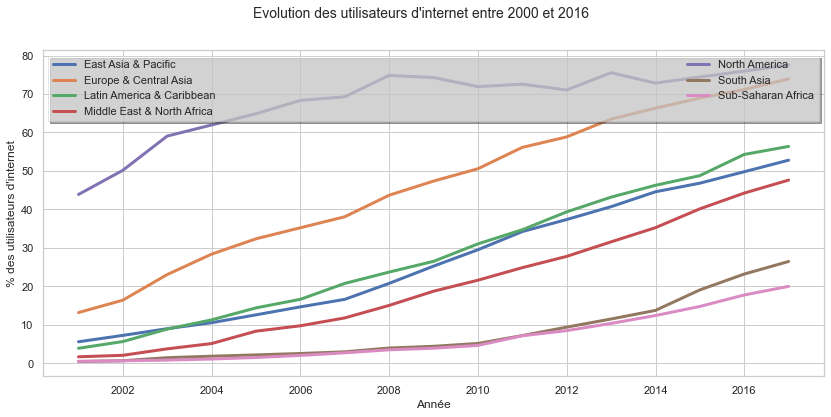 Evolution des utilisateurs d'internet entre 2000 et 2016
80
70
60
50
40
30
20
10
0
% des utilisateurs d'internet
East Asia & Pacific
Europe & Central Asia
Latin America & Caribbean
Middle East & North Africa
North America
South Asia
Sub-Saharan Africa
2002 2004 2006 2008 2010 2012 2014 2016
Année